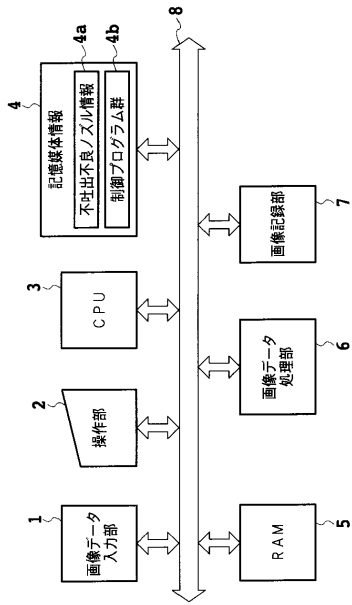 1
画像データ
入力部
2
操作部
3
CPU
4
記憶媒体情報
不吐出不良ノズル情報
4a
制御プログラム群
4b
8
5
RAM
6
画像データ
処理部
7
画像記録部